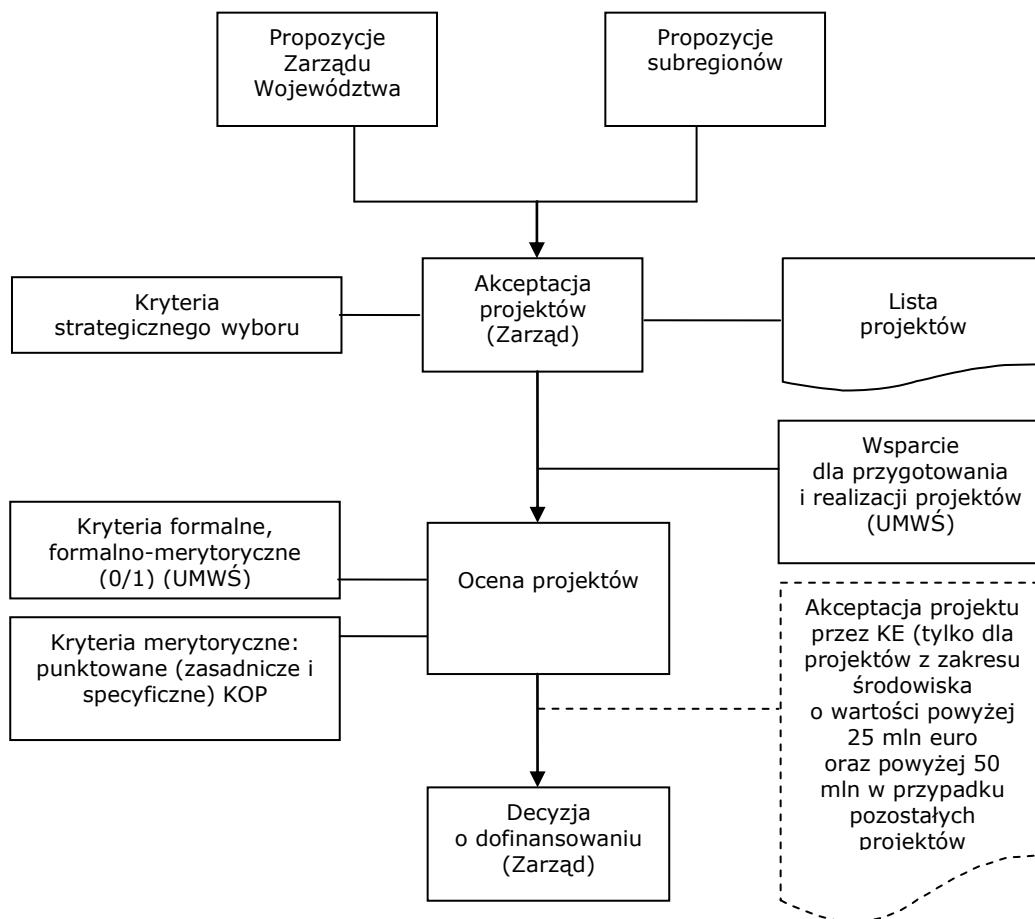 Propozycje
Zarządu
Województwa
Propozycje
subregionów
Kryteria
strategicznego wyboru
Akceptacja
projektów
(Zarząd)
Lista
projektów
Wsparcie
dla przygotowania
i realizacji projektów
(UMWŚ)
Kryteria formalne,
formalno-merytoryczne
(0/1) (UMWŚ)
Ocena projektów
Kryteria merytoryczne:
punktowane (zasadnicze i
specyficzne) KOP
Akceptacja projektu
przez KE (tylko dla
projektów z zakresu
środowiska
o wartości powyżej
25 mln euro
oraz powyżej 50
mln w przypadku
pozostałych
projektów
Decyzja
o dofinansowaniu
(Zarząd)